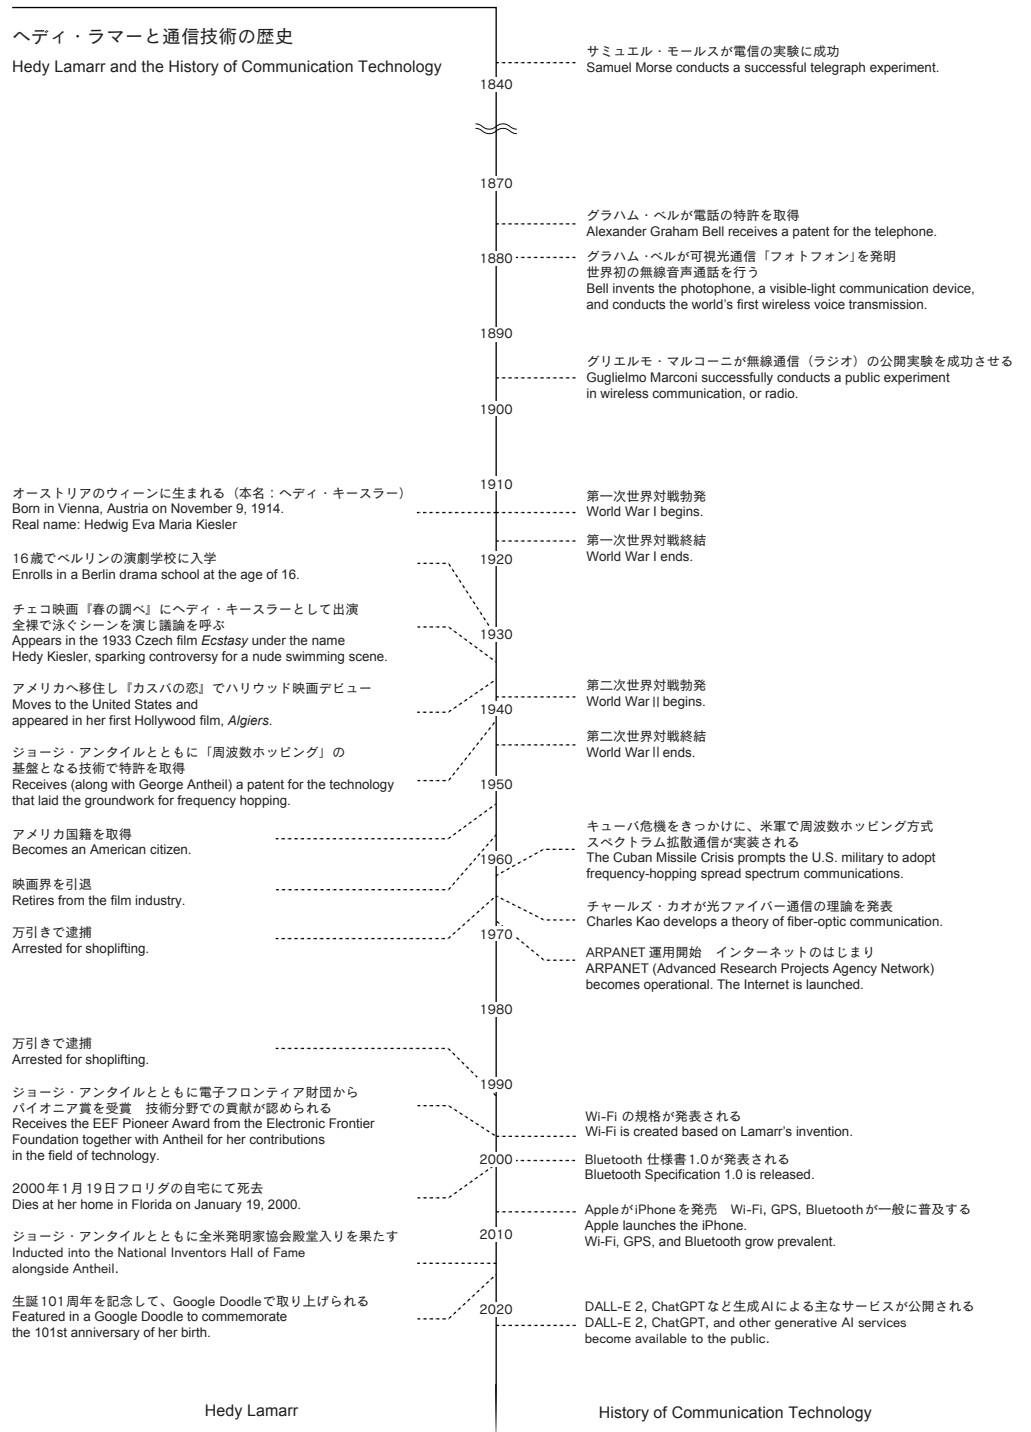 ヘディ・ラマーと通信技術の歴史
Hedy Lamarr and the History of Communication Technology
サミュエル・モールスが電信の実験に成功
Samuel Morse conducts a successful telegraph experiment.
1840
1870
グラハム・ベルが電話の特許を取得
Alexander Graham Bell receives a patent for the telephone.
1880
グラハム・ベルが可視光通信「フォトフォン」を発明
世界初の無線音声通話を行う
Bell invents the photophone, a visible-light communication device,
and conducts the world's first wireless voice transmission.
1890
グリエルモ・マルコーニが無線通信（ラジオ）の公開実験を成功させる
Guglielmo Marconi successfully conducts a public experiment
in wireless communication, or radio.
1900
1910
オーストリアのウィーンに生まれる（本名：ヘディ・キースラー）
Born in Vienna, Austria on November 9, 1914.
Real name: Hedwig Eva Maria Kiesler
第一次世界対戦勃発
World War I begins.
第一次世界対戦終結
World War I ends.
16歳でベルリンの演劇学校に入学
Enrolls in a Berlin drama school at the age of 16.
1920
チェコ映画『春の調べ』にヘディ・キースラーとして出演
全裸で泳ぐシーンを演じ議論を呼ぶ
Appears in the 1933 Czech film Ecstasy under the name
Hedy Kiesler, sparking controversy for a nude swimming scene.
1930
アメリカへ移住し『カスバの恋』でハリウッド映画デビュー
Moves to the United States and
appeared in her first Hollywood film, Algiers.
第二次世界対戦勃発
World War II begins.
1940
第二次世界対戦終結
World War II ends.
ジョージ・アンタイルとともに「周波数ホッピング」の
基盤となる技術で特許を取得
Receives (along with George Antheil) a patent for the technology
that laid the groundwork for frequency hopping.
1950
アメリカ国籍を取得
Becomes an American citizen.
キューバ危機をきっかけに、米軍で周波数ホッピング方式
スペクトラム拡散通信が実装される
The Cuban Missile Crisis prompts the U.S. military to adopt
frequency-hopping spread spectrum communications.
1960
映画界を引退
Retires from the film industry.
チャールズ・カオが光ファイバー通信の理論を発表
Charles Kao develops a theory of fiber-optic communication.
万引きで逮捕
Arrested for shoplifting.
1970
ARPANET 運用開始　インターネットのはじまり
ARPANET (Advanced Research Projects Agency Network)
becomes operational. The Internet is launched.
1980
万引きで逮捕
Arrested for shoplifting.
1990
ジョージ・アンタイルとともに電子フロンティア財団から
パイオニア賞を受賞　技術分野での貢献が認められる
Receives the EEF Pioneer Award from the Electronic Frontier
Foundation together with Antheil for her contributions
in the field of technology.
Wi-Fi の規格が発表される
Wi-Fi is created based on Lamarr's invention.
2000
Bluetooth 仕様書1.0が発表される
Bluetooth Specification 1.0 is released.
2000年1月19日フロリダの自宅にて死去
Dies at her home in Florida on January 19, 2000.
AppleがiPhoneを発売　Wi-Fi, GPS, Bluetoothが一般に普及する
Apple launches the iPhone.
Wi-Fi, GPS, and Bluetooth grow prevalent.
2010
ジョージ・アンタイルとともに全米発明家協会殿堂入りを果たす
Inducted into the National Inventors Hall of Fame
alongside Antheil.
生誕101周年を記念して、Google Doodleで取り上げられる
Featured in a Google Doodle to commemorate
the 101st anniversary of her birth.
2020
DALL-E 2, ChatGPTなど生成AIによる主なサービスが公開される
DALL-E 2, ChatGPT, and other generative AI services
become available to the public.
Hedy Lamarr
History of Communication Technology